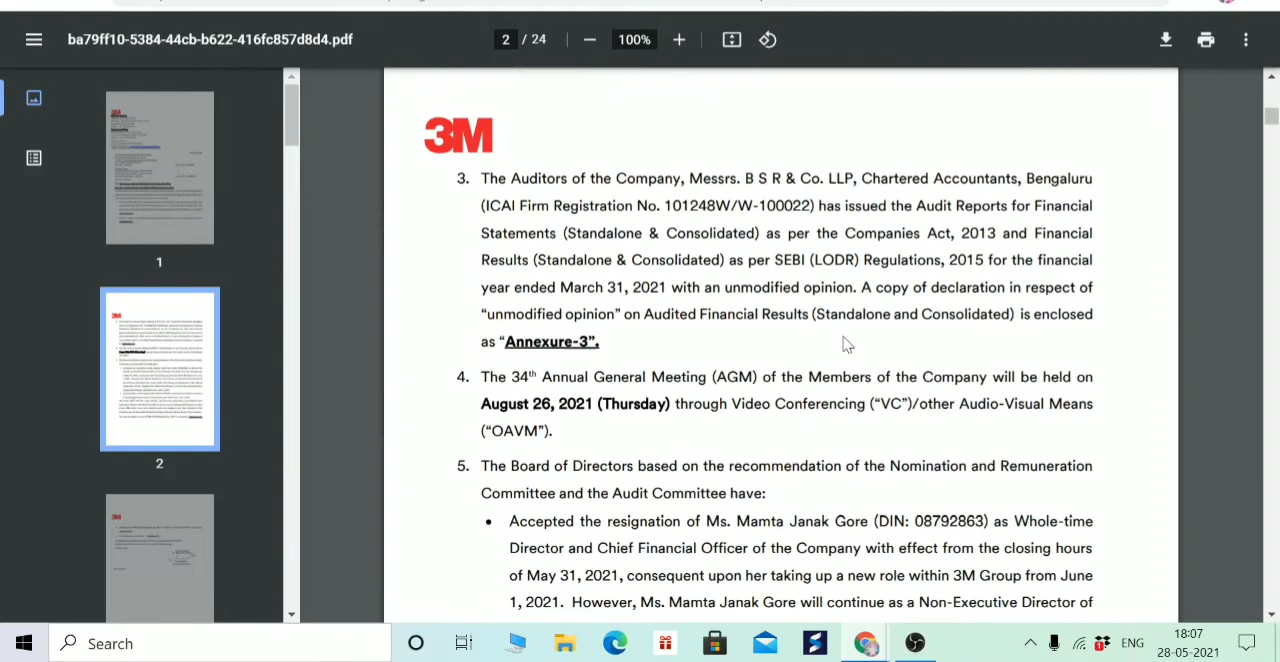 ba79ff10-5384-44cb-b622-416fc857d8d4.pdf
2 / 24
100%
3M
3. The Auditors of the Company, Messrs. B S R & Co. LLP, Chartered Accountants, Bengaluru
(ICAI Firm Registration No. 101248W/W-100022) has issued the Audit Reports for Financial
Statements (Standalone & Consolidated) as per the Companies Act, 2013 and Financial
Results (Standalone & Consolidated) as per SEBI (LODR) Regulations, 2015 for the financial
year ended March 31, 2021 with an unmodified opinion. A copy of declaration in respect of
“unmodified opinion” on Audited Financial Results (Standalone and Consolidated) is enclosed
as “Annexure-3”.
4. The 34th Annual General Meeting (AGM) of the Members of the Company will be held on
August 26, 2021 (Thursday) through Video Conferencing (“VC”)/other Audio-Visual Means
(“OAVM”).
5. The Board of Directors based on the recommendation of the Nomination and Remuneration
Committee and the Audit Committee have:
• Accepted the resignation of Ms. Mamta Janak Gore (DIN: 08792863) as Whole-time
Director and Chief Financial Officer of the Company with effect from the closing hours
of May 31, 2021, consequent upon her taking up a new role within 3M Group from June
1, 2021. However, Ms. Mamta Janak Gore will continue as a Non-Executive Director of
1
2
Search
ENG
18:07
28-05-2021